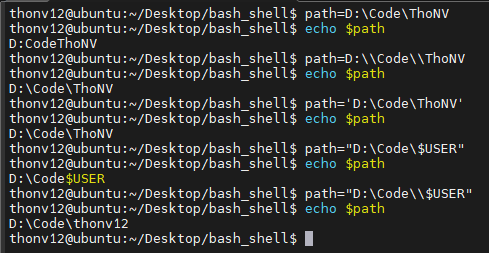 thonv12@ubuntu:~/Desktop/bash_shell$ path=D:\Code\ThoNV
thonv12@ubuntu:~/Desktop/bash_shell$ echo $path
D:CodeThoNV
thonv12@ubuntu:~/Desktop/bash_shell$ path=D:\\Code\\ThoNV
thonv12@ubuntu:~/Desktop/bash_shell$ echo $path
D:\Code\ThoNV
thonv12@ubuntu:~/Desktop/bash_shell$ path='D:\Code\ThoNV'
thonv12@ubuntu:~/Desktop/bash_shell$ echo $path
D:\Code\ThoNV
thonv12@ubuntu:~/Desktop/bash_shell$ path="D:\Code\$USER"
thonv12@ubuntu:~/Desktop/bash_shell$ echo $path
D:\Code$USER
thonv12@ubuntu:~/Desktop/bash_shell$ path="D:\Code\\$USER"
thonv12@ubuntu:~/Desktop/bash_shell$ echo $path
D:\Code\thonv12
thonv12@ubuntu:~/Desktop/bash_shell$